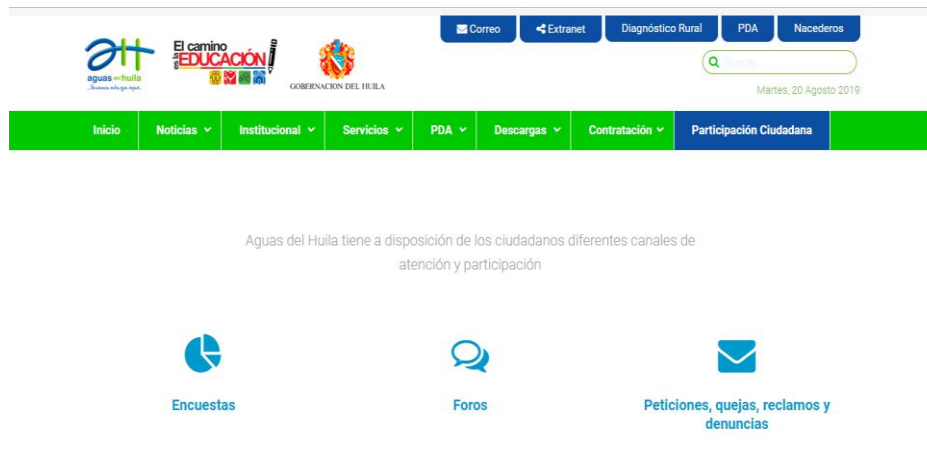 Correo
Extranet
Diagnóstico Rural
PDA
Nacederos
aguas del huila
El camino
es la EDUCACIÓN
GOBERNACION DEL HUILA
Buscar...
Martes, 20 Agosto 2019
Inicio
Noticias
Institucional
Servicios
PDA
Descargas
Contratación
Participación Ciudadana
Aguas del Huila tiene a disposición de los ciudadanos diferentes canales de
atención y participación
Encuestas
Foros
Peticiones, quejas, reclamos y
denuncias